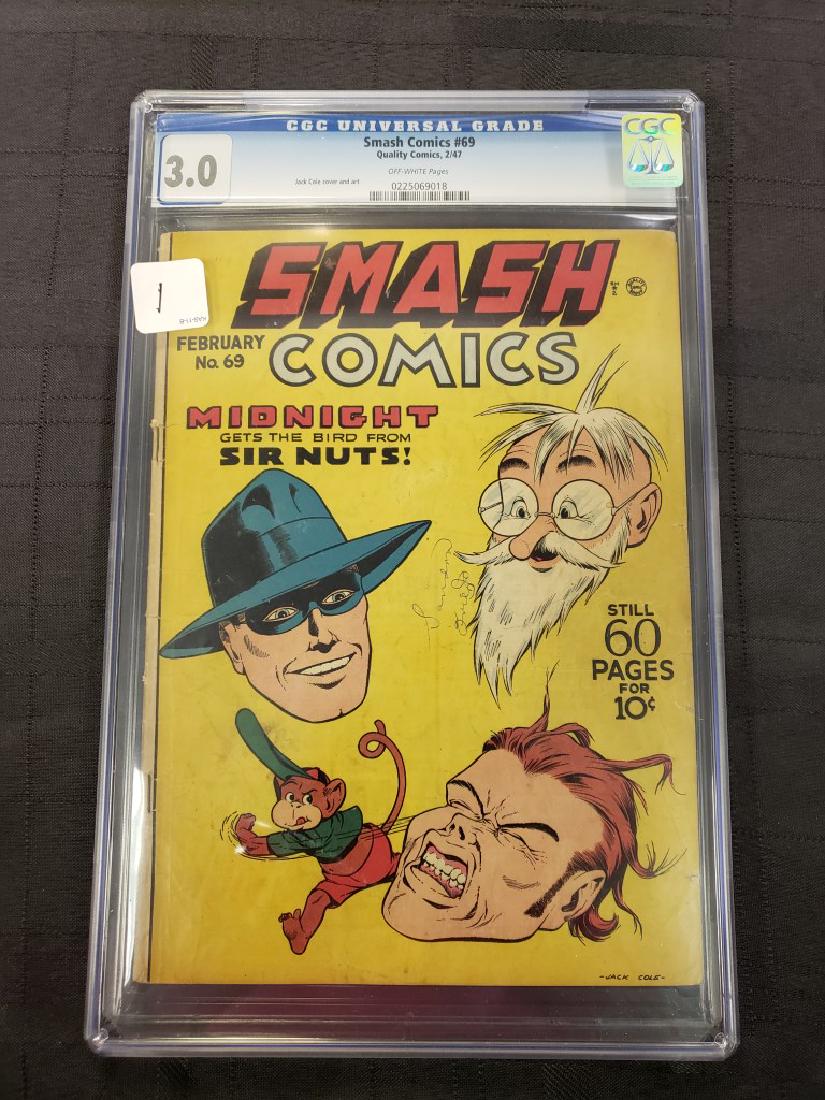 CGC UNIVERSAL GRADE
3.0
Smash Comics #69
Quality Comics, 2/47
OFF-WHITE Pages
Jack Cole cover and art
0225069018
CGC
1
SMASH
COMICS
FEBRUARY
No. 69
MIDNIGHT
GETS THE BIRD FROM
SIR NUTS!
STILL
60
PAGES
FOR
10¢
-JACK COLE-